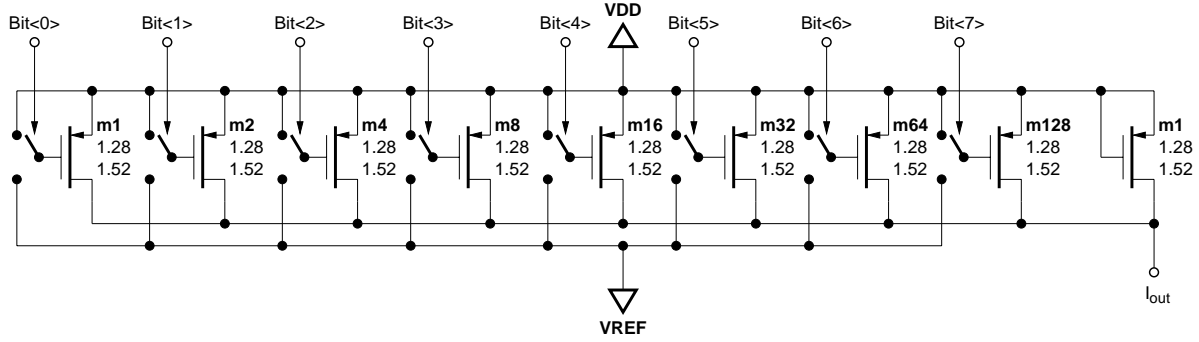 Bit<0> Bit<1> Bit<2> Bit<3> Bit<4> VDD Bit<5> Bit<6> Bit<7>
m1 m2 m4 m8 m16 m32 m64 m128 m1
1.28 1.28 1.28 1.28 1.28 1.28 1.28 1.28 1.28
1.52 1.52 1.52 1.52 1.52 1.52 1.52 1.52 1.52
Iout
VREF